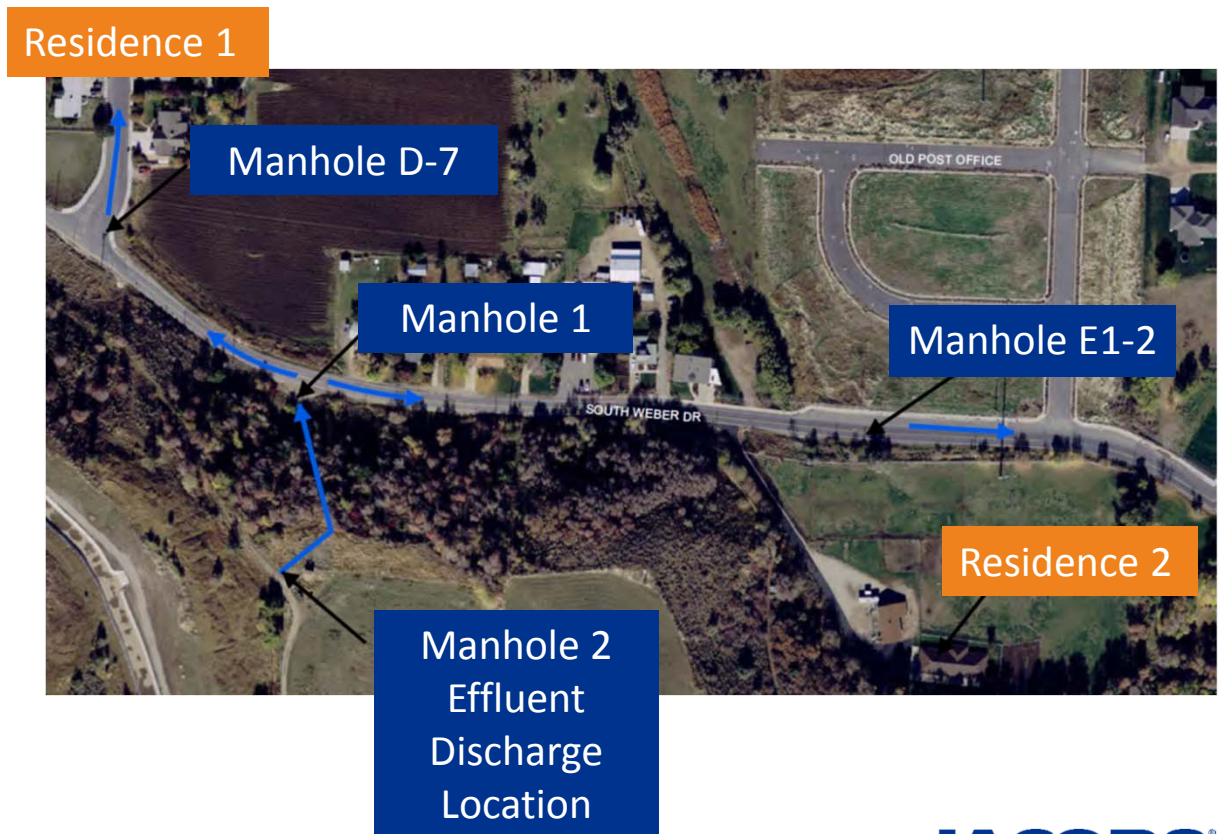 Residence 1
Manhole D-7
OLD POST OFFICE
Manhole 1
Manhole E1-2
SOUTH WEBER DR
Residence 2
Manhole 2
Effluent
Discharge
Location